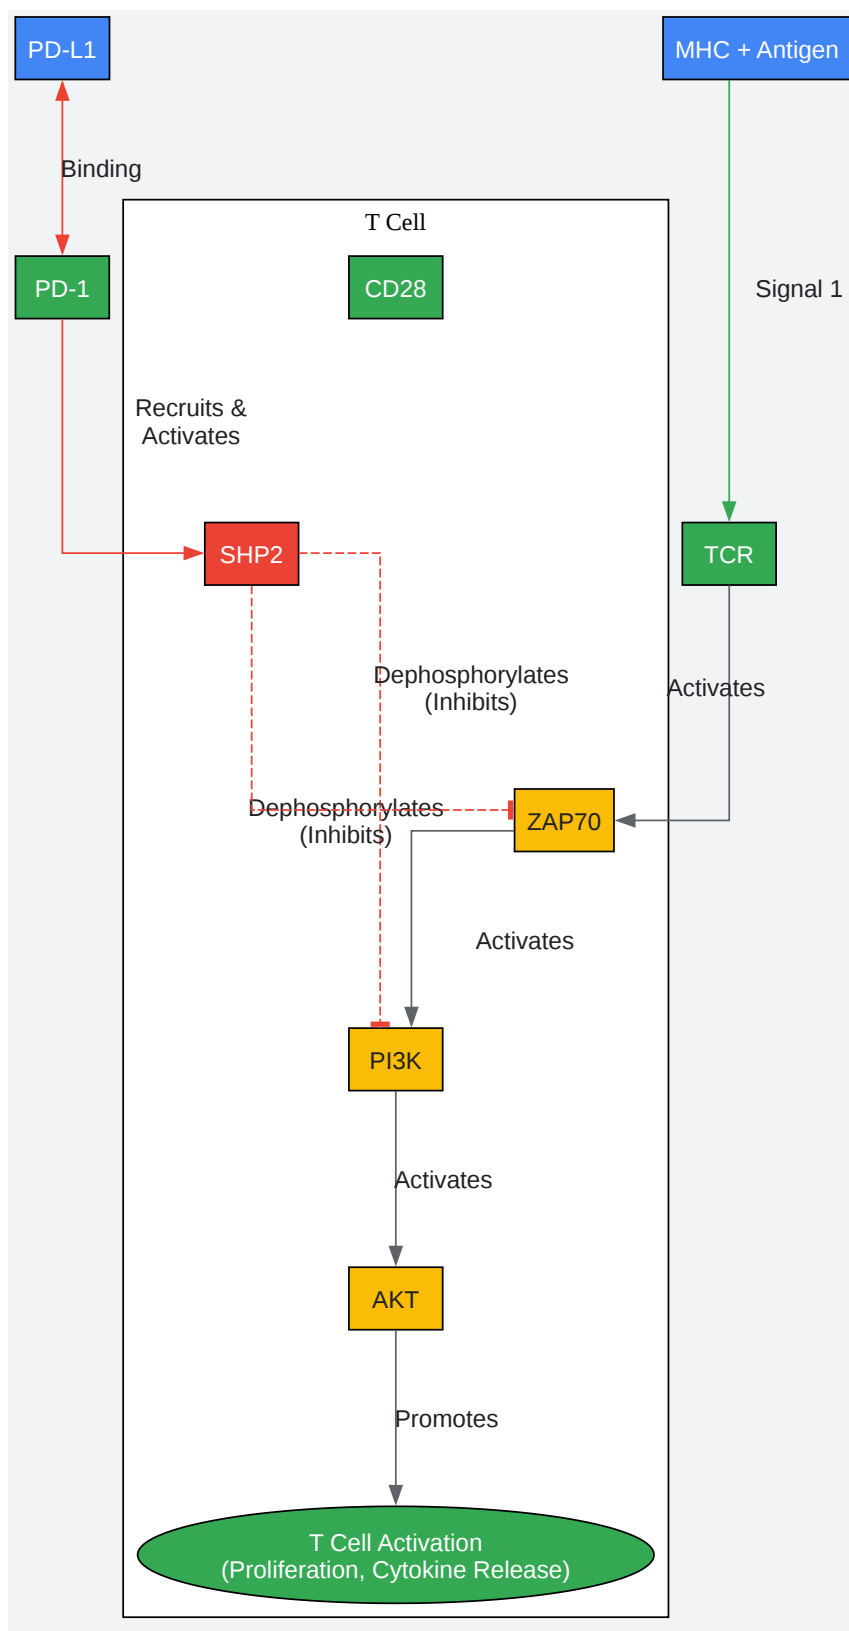 PD-L1
MHC + Antigen
Binding
T Cell
PD-1
CD28
Signal 1
Recruits &
Activates
SHP2
TCR
Dephosphorylates
(Inhibits)
Activates
Dephosphorylates
(Inhibits)
ZAP70
Activates
PI3K
Activates
AKT
Promotes
T Cell Activation
(Proliferation, Cytokine Release)